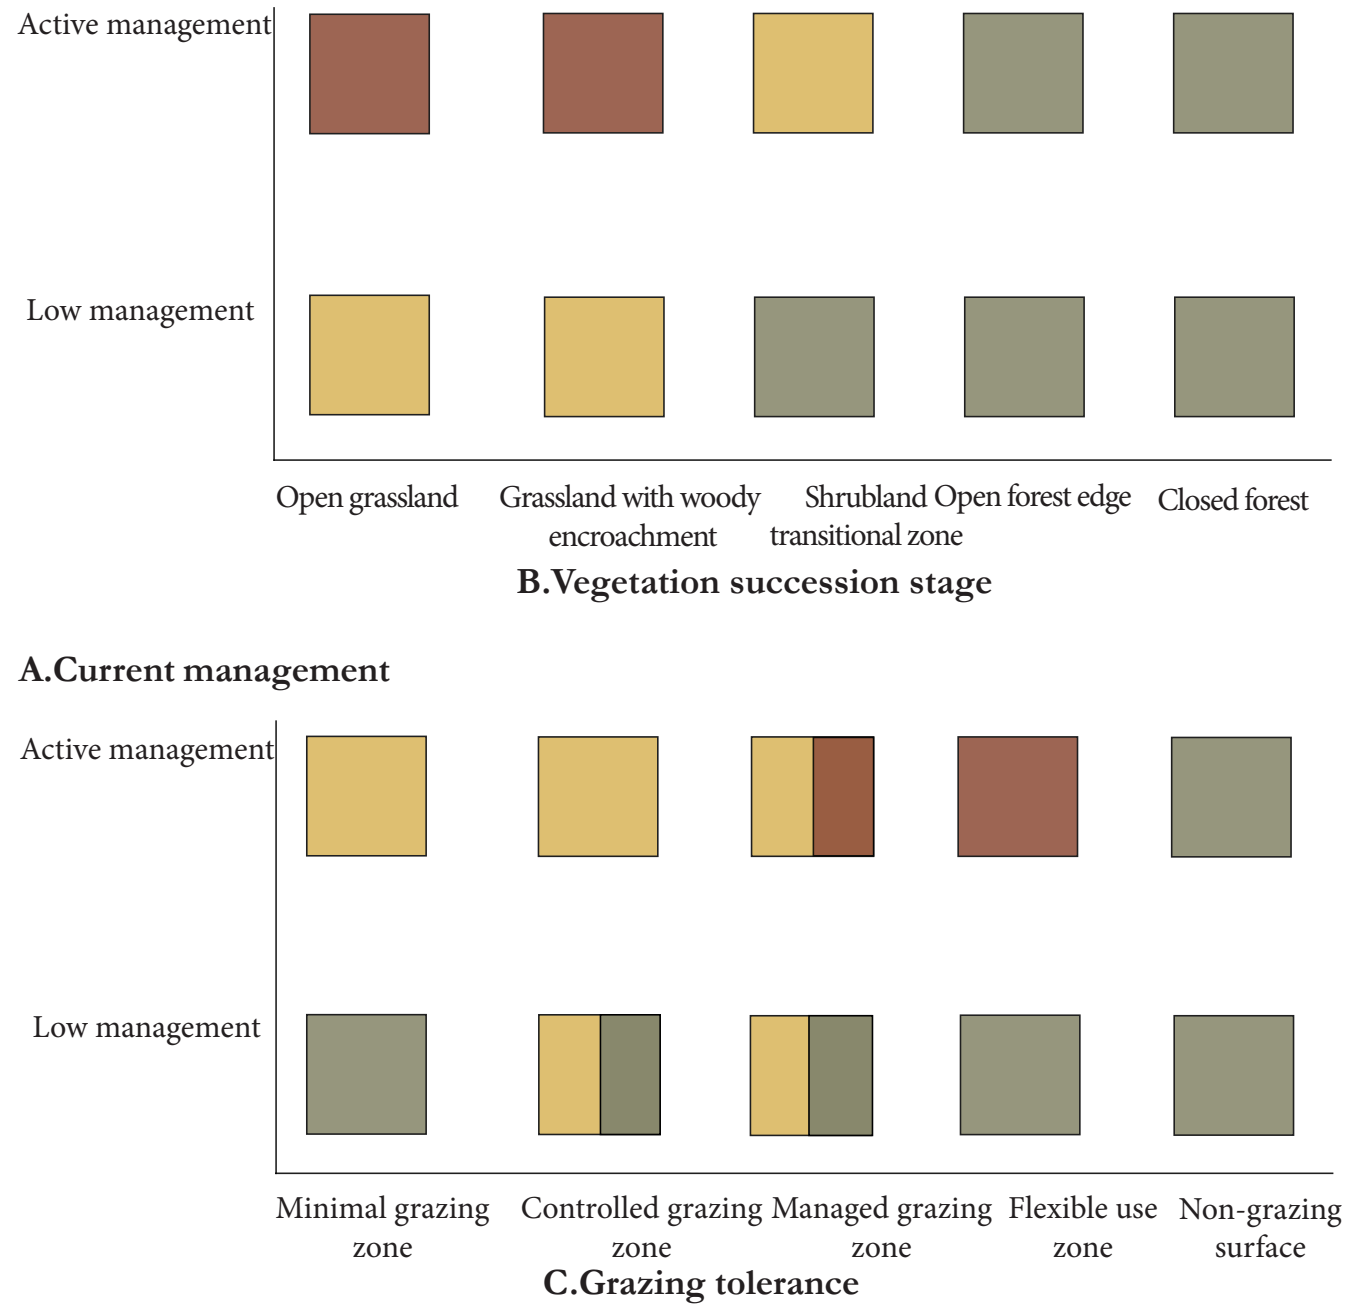 Active management
Low management
Open grassland
Grassland with woody
encroachment
Shrubland
transitional zone
Open forest edge
Closed forest
B.Vegetation succession stage
A.Current management
Active management
Low management
Minimal grazing
zone
Controlled grazing
zone
Managed grazing
zone
Flexible use
zone
Non-grazing
surface
C.Grazing tolerance